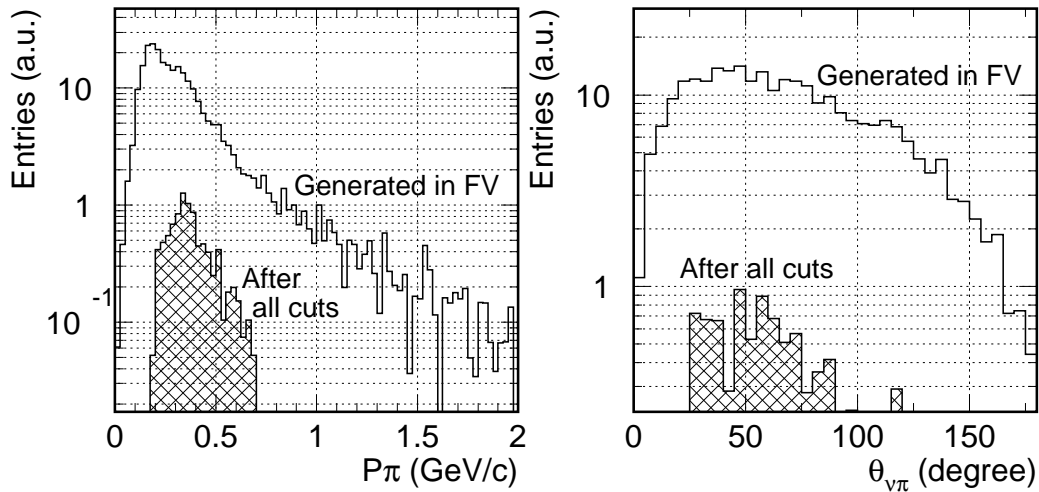 Entries (a.u.)
10
1
10
-1
Generated in FV
After
all cuts
0
0.5
1
1.5
2
Pπ (GeV/c)
Entries (a.u.)
10
1
Generated in FV
After all cuts
0
50
100
150
θνπ (degree)